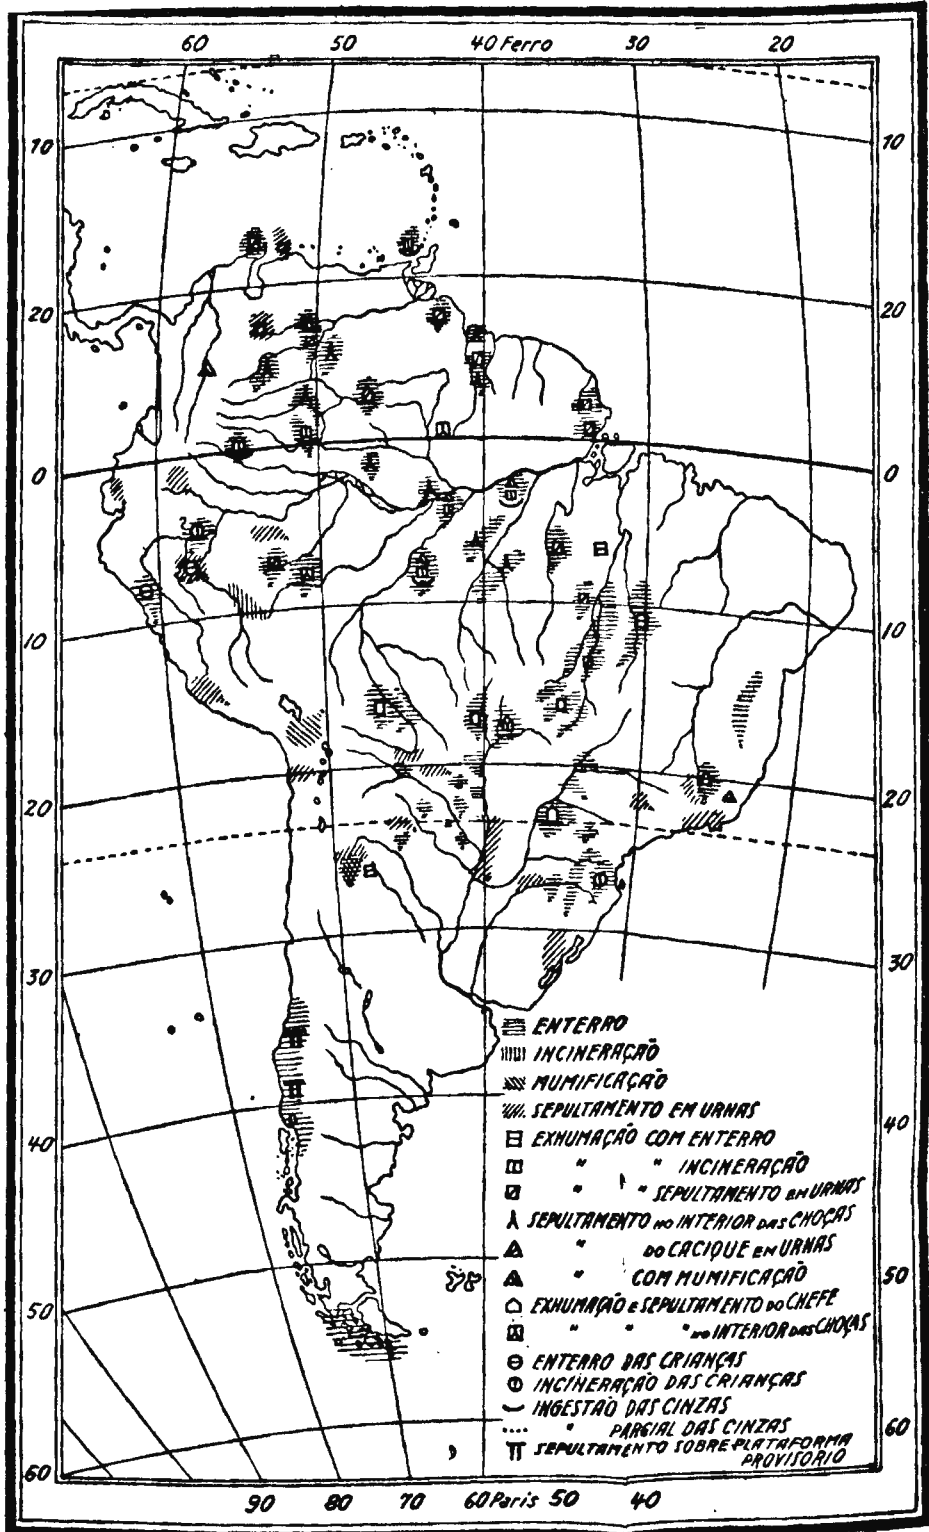 60 50 40 Ferro 30 20
10 10
20 20
0 0
10 10
20 20
30 30
ENTERRO
INCINERAÇÃO
MUMIFICAÇÃO
SEPULTAMENTO EM URNAS
40 40
EXHUMAÇÃO COM ENTERRO
" " INCINERAÇÃO
" " SEPULTAMENTO EM URNAS
SEPULTAMENTO NO INTERIOR DAS CHOÇAS
" DO CACIQUE EM URNAS
" COM MUMIFICAÇÃO
50 50
EXHUMAÇÃO E SEPULTAMENTO DO CHEFE
" " " NO INTERIOR DAS CHOÇAS
ENTERRO DAS CRIANÇAS
INCINERAÇÃO DAS CRIANÇAS
INGESTÃO DAS CINZAS
" PARCIAL DAS CINZAS
60 60
SEPULTAMENTO SOBRE PLATAFORMA
PROVISORIO
90 80 70 60 Paris 50 40